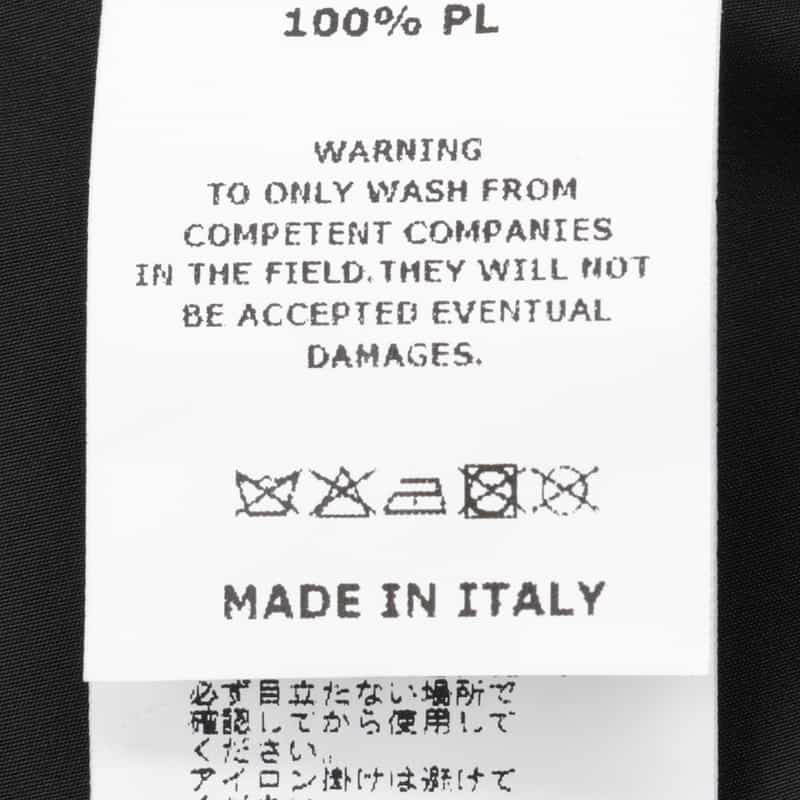 100% PL
WARNING
TO ONLY WASH FROM
COMPETENT COMPANIES
IN THE FIELD. THEY WILL NOT
BE ACCEPTED EVENTUAL
DAMAGES.
MADE IN ITALY
必ず目立たない場所で
確認してから使用して
ください。
アイロン掛けは避けて